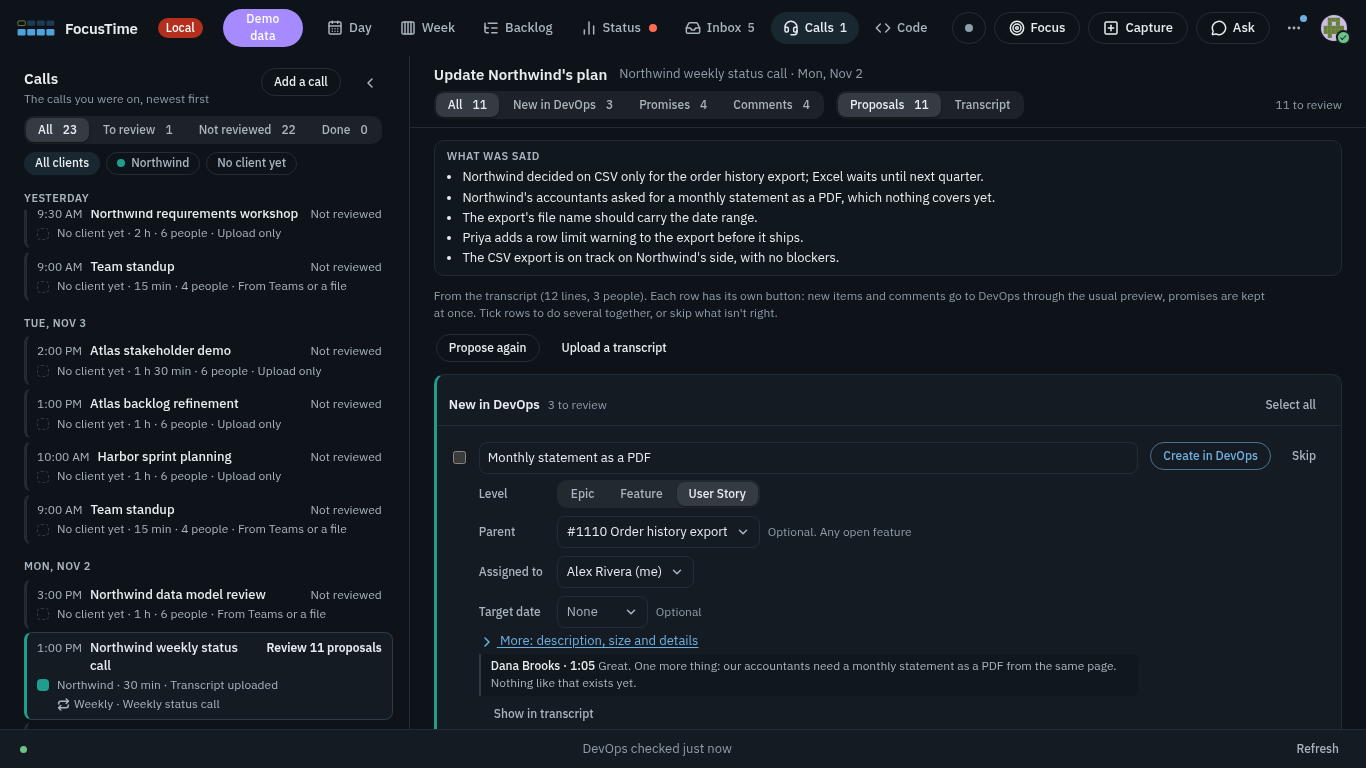 FocusTime
Local
Demo data
Day
Week
Backlog
Status
Inbox 5
Calls 1
Code
Focus
Capture
Ask
Calls
Add a call
The calls you were on, newest first
All 23
To review 1
Not reviewed 22
Done 0
All clients
Northwind
No client yet
YESTERDAY
9:30 AM Northwind requirements workshop Not reviewed
No client yet · 2 h · 6 people · Upload only
9:00 AM Team standup Not reviewed
No client yet · 15 min · 4 people · From Teams or a file
TUE, NOV 3
2:00 PM Atlas stakeholder demo Not reviewed
No client yet · 1 h 30 min · 6 people · Upload only
1:00 PM Atlas backlog refinement Not reviewed
No client yet · 1 h · 6 people · Upload only
10:00 AM Harbor sprint planning Not reviewed
No client yet · 1 h · 6 people · Upload only
9:00 AM Team standup Not reviewed
No client yet · 15 min · 4 people · From Teams or a file
MON, NOV 2
3:00 PM Northwind data model review Not reviewed
No client yet · 1 h · 6 people · From Teams or a file
1:00 PM Northwind weekly status call Review 11 proposals
Northwind · 30 min · Transcript uploaded
Weekly · Weekly status call
Update Northwind's plan Northwind weekly status call · Mon, Nov 2
All 11
New in DevOps 3
Promises 4
Comments 4
Proposals 11
Transcript
11 to review
WHAT WAS SAID
• Northwind decided on CSV only for the order history export; Excel waits until next quarter.
• Northwind's accountants asked for a monthly statement as a PDF, which nothing covers yet.
• The export's file name should carry the date range.
• Priya adds a row limit warning to the export before it ships.
• The CSV export is on track on Northwind's side, with no blockers.
From the transcript (12 lines, 3 people). Each row has its own button: new items and comments go to DevOps through the usual preview, promises are kept
at once. Tick rows to do several together, or skip what isn't right.
Propose again
Upload a transcript
New in DevOps 3 to review
Select all
Monthly statement as a PDF
Create in DevOps
Skip
Level
Epic
Feature
User Story
Parent
#1110 Order history export
Optional. Any open feature
Assigned to
Alex Rivera (me)
Target date
None
Optional
More: description, size and details
Dana Brooks · 1:05 Great. One more thing: our accountants need a monthly statement as a PDF from the same page.
Nothing like that exists yet.
Show in transcript
DevOps checked just now
Refresh